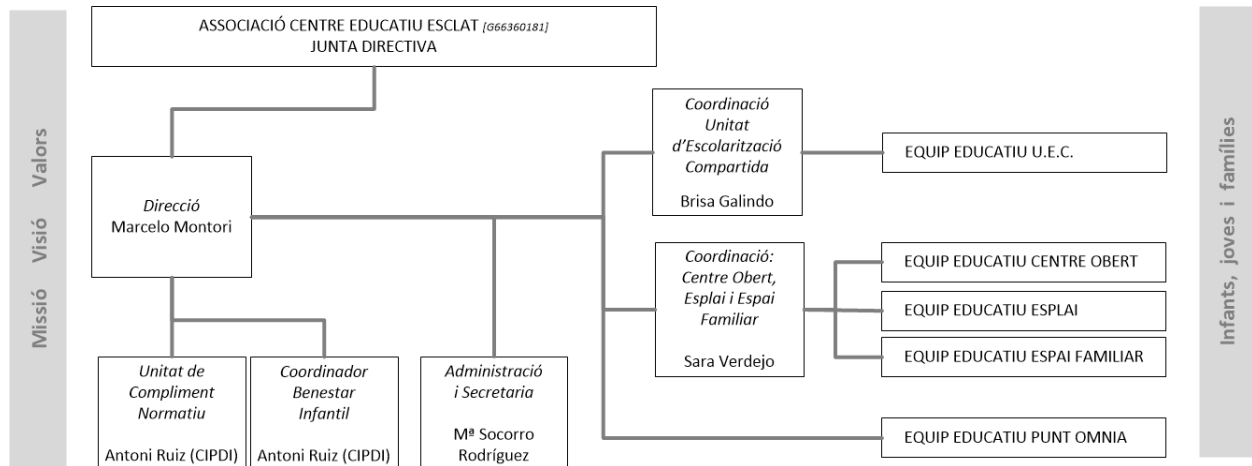 Missió Visió Valors
ASSOCIACIÓ CENTRE EDUCATIU ESCLAT [G66360181]
JUNTA DIRECTIVA
Direcció
Marcelo Montori
Unitat de
Compliment
Normatiu
Antoni Ruiz (CIPDI)
Coordinador
Benestar
Infantil
Antoni Ruiz (CIPDI)
Administració
i Secretaria
Mª Socorro
Rodríguez
Coordinació
Unitat
d'Escolarització
Compartida
Brisa Galindo
EQUIP EDUCATIU U.E.C.
Coordinació:
Centre Obert,
Esplai i Espai
Familiar
Sara Verdejo
EQUIP EDUCATIU CENTRE OBERT
EQUIP EDUCATIU ESPLAI
EQUIP EDUCATIU ESPAI FAMILIAR
EQUIP EDUCATIU PUNT OMNIA
Infants, joves i famílies